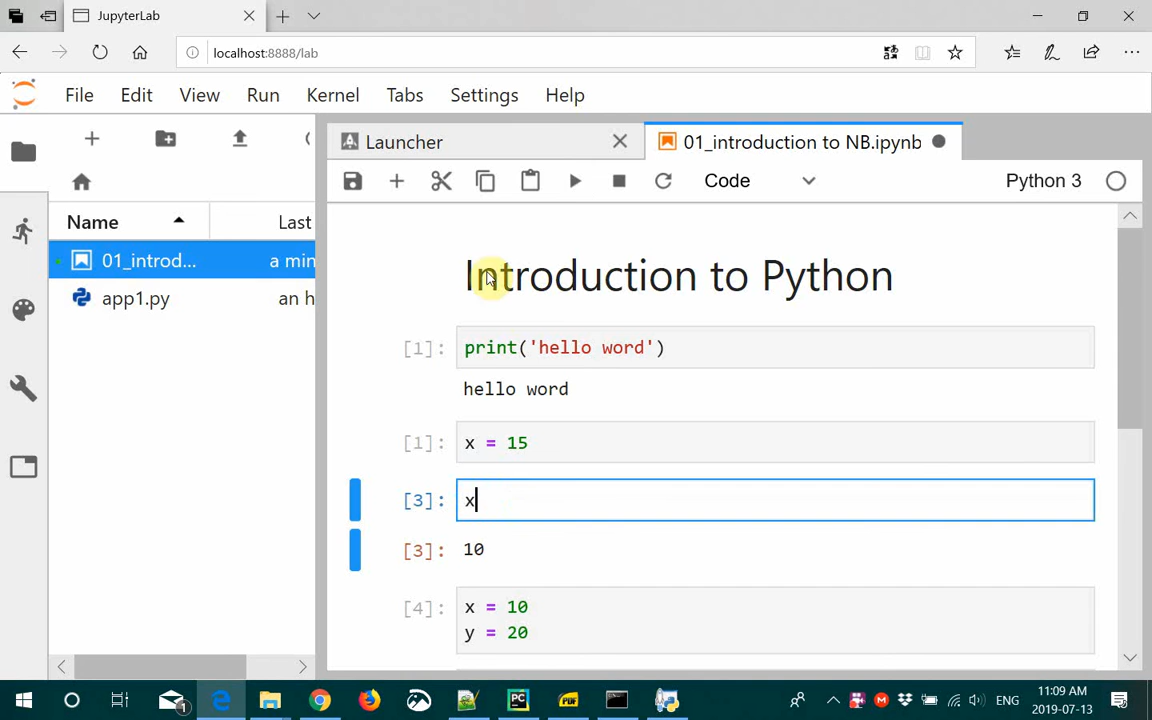 JupyterLab
localhost:8888/lab
File Edit View Run Kernel Tabs Settings Help
Launcher
01_introduction to NB.ipynb
Code
Python 3
Name
Last
01_introd...
a min
app1.py
an h
Introduction to Python
[1]: print('hello word')
hello word
[1]: x = 15
[3]: x
[3]: 10
[4]: x = 10
y = 20
1
ENG
11:09 AM
2019-07-13